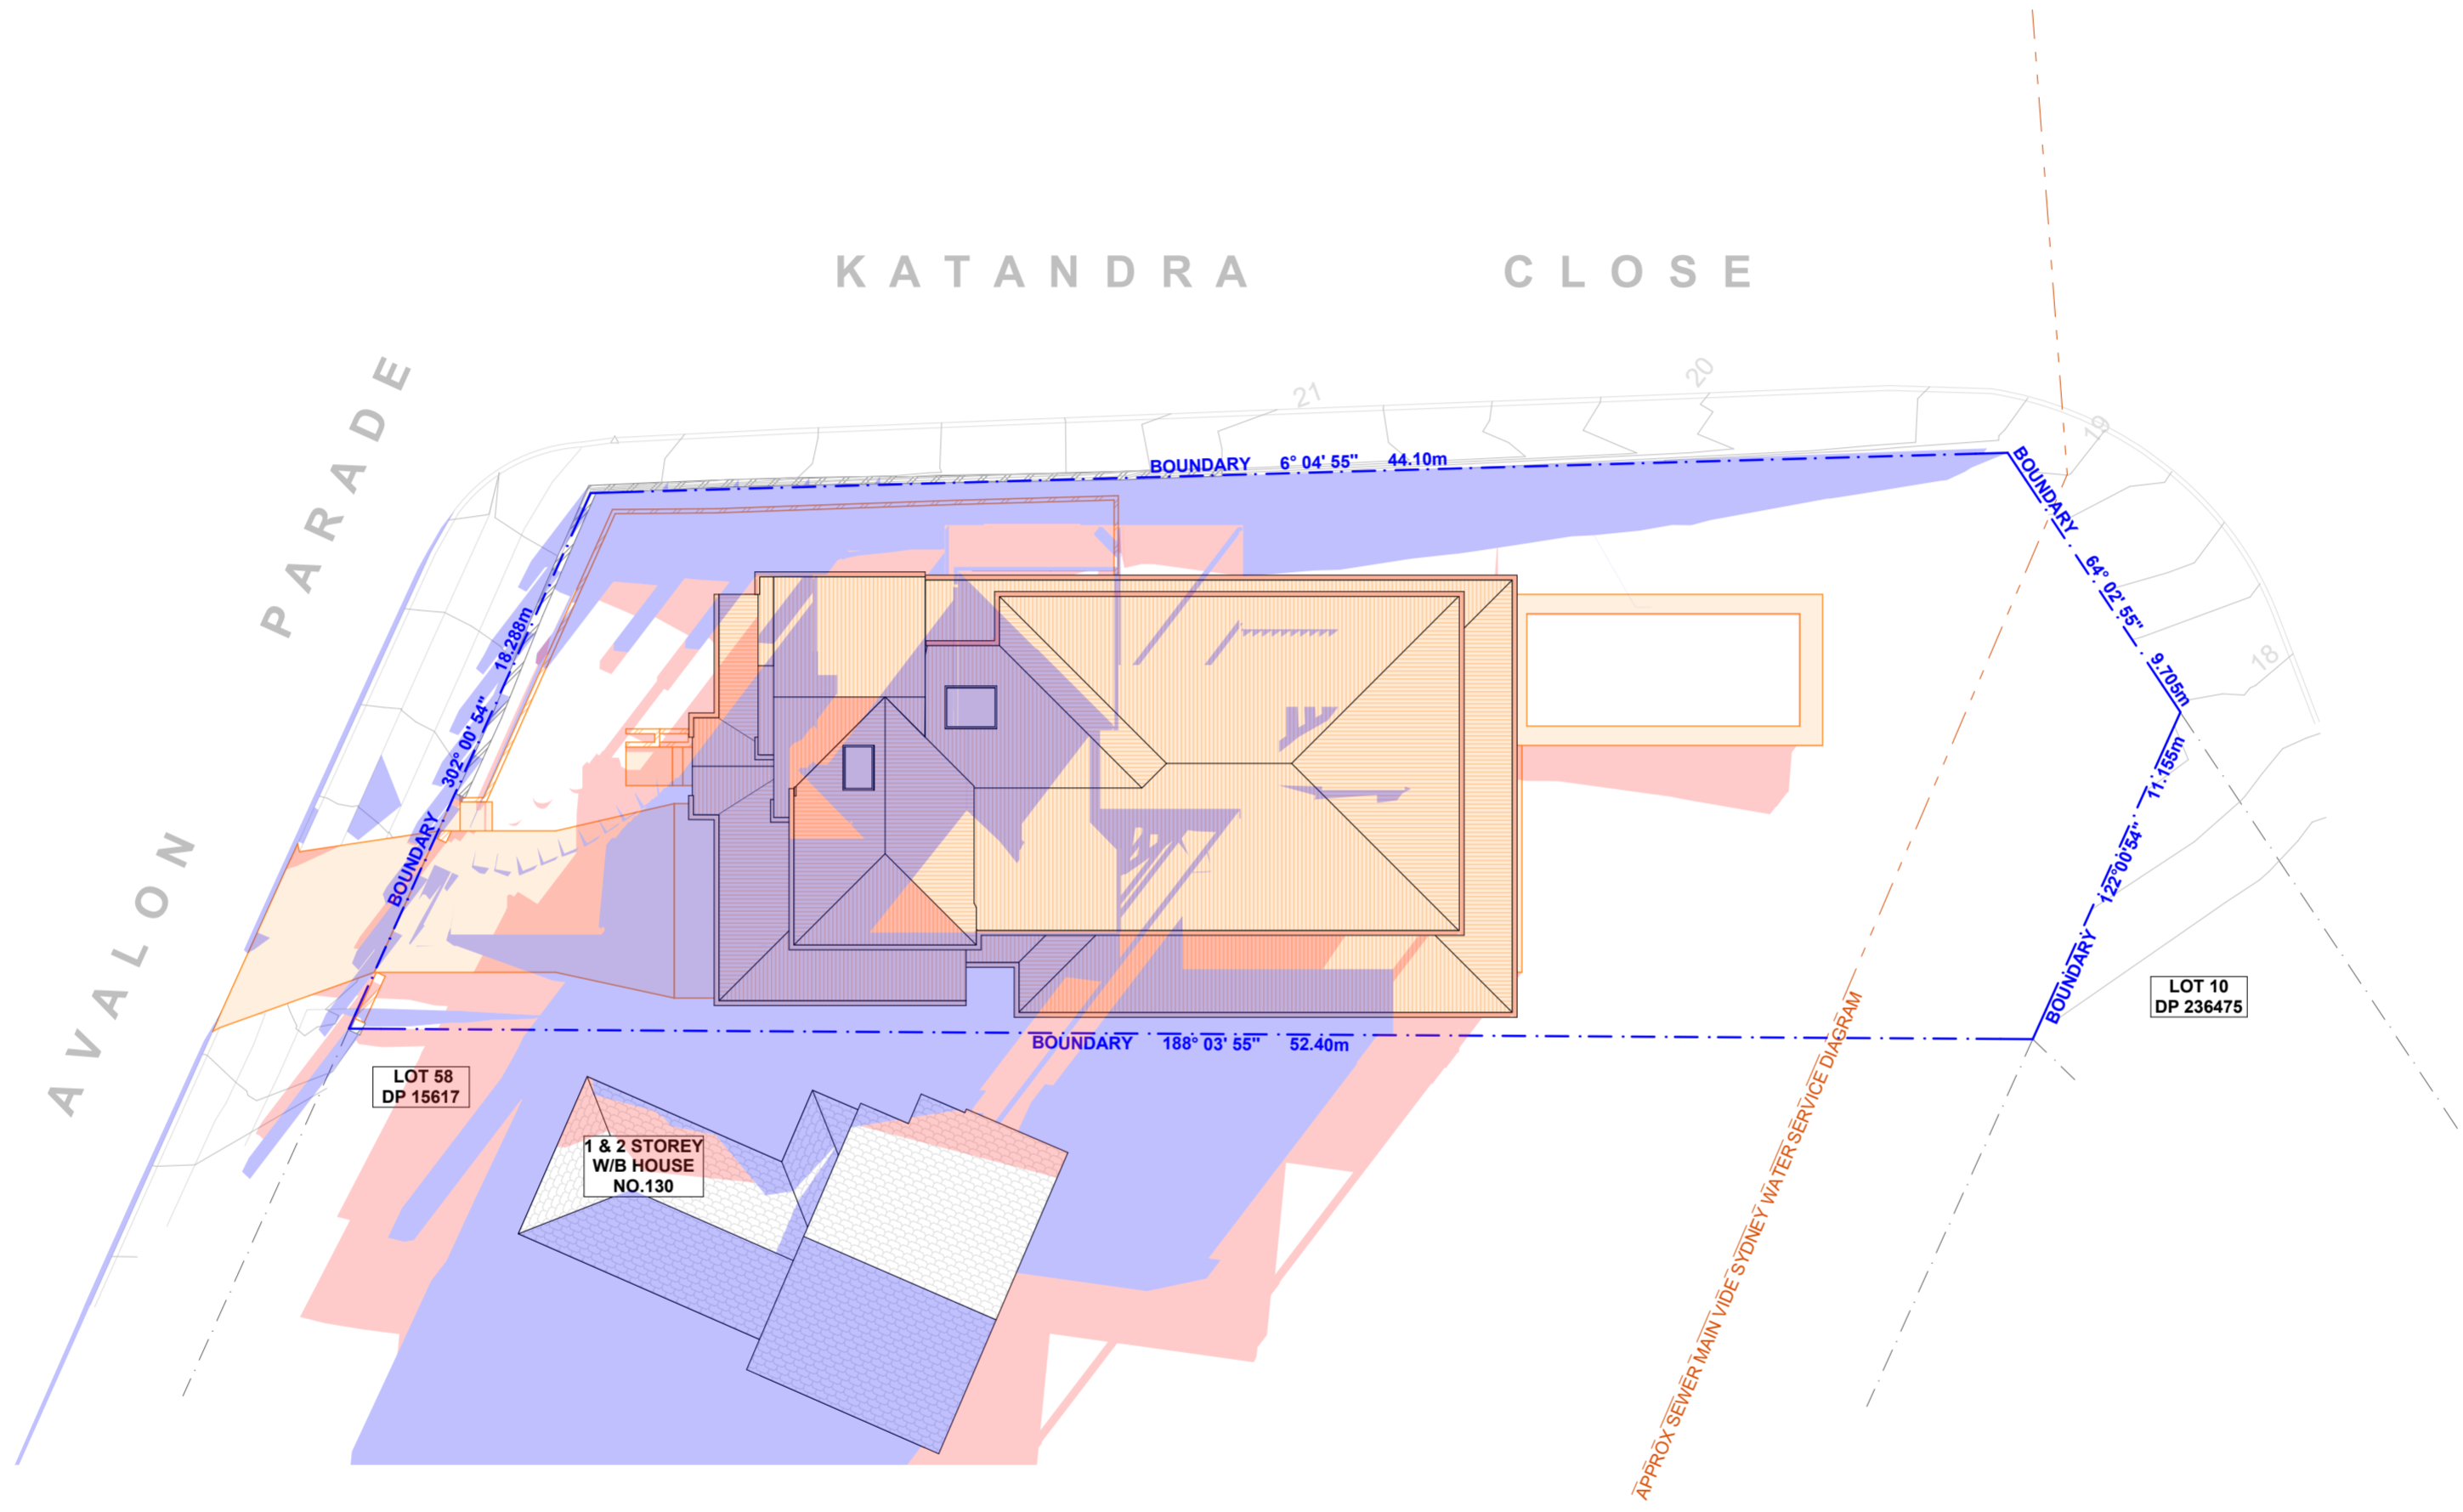 KATANDRA CLOSE
AVALON PARADE
21
20
19
18
BOUNDARY 6° 04' 55" 44.10m
BOUNDARY 64° 02' 55" 9.705m
BOUNDARY 122°00'54" 11.155m
BOUNDARY 302° 00' 54" 18.288m
BOUNDARY 188° 03' 55" 52.40m
LOT 10
DP 236475
LOT 58
DP 15617
1 & 2 STOREY
W/B HOUSE
NO.130
APPROX SEWER MAIN VIDE SYDNEY WATER SERVICE DIAGRAM